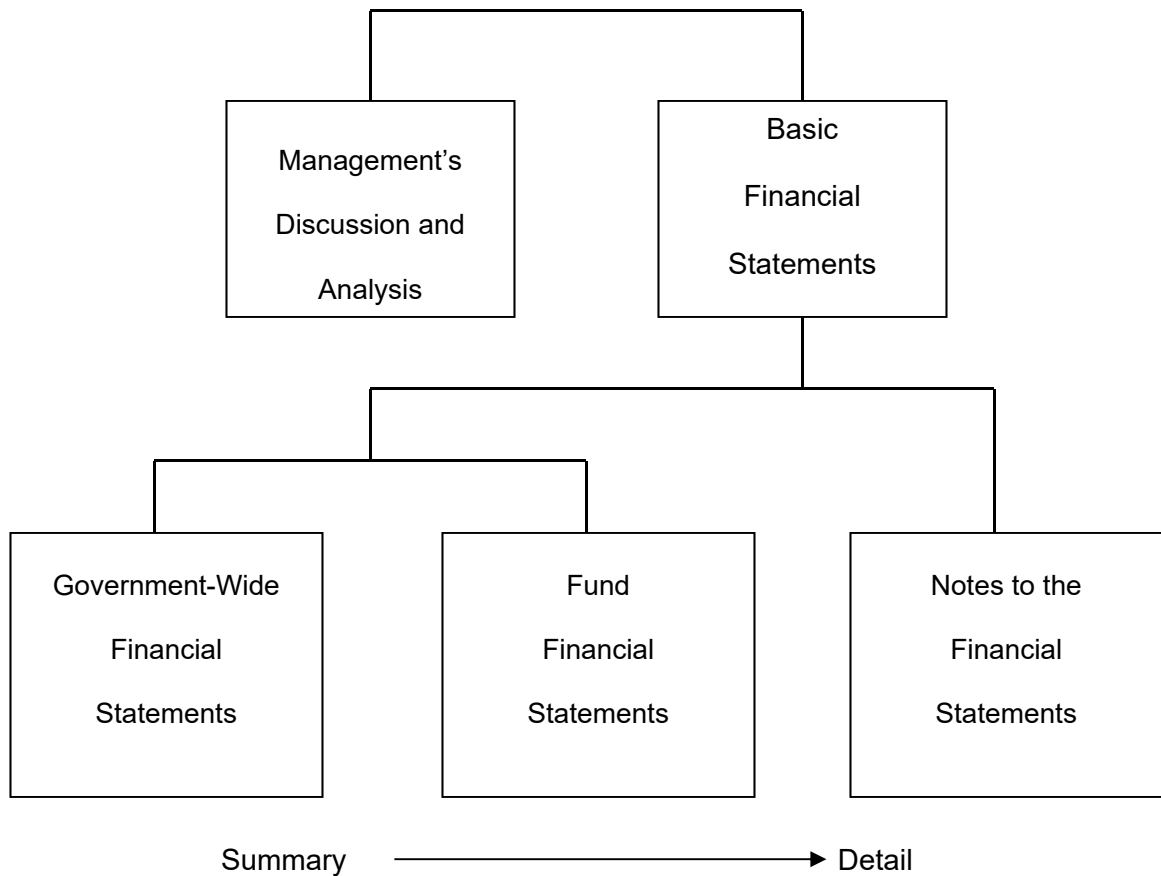 Management’s
Discussion and
Analysis
Basic
Financial
Statements
Government-Wide
Financial
Statements
Fund
Financial
Statements
Notes to the
Financial
Statements
Summary
Detail